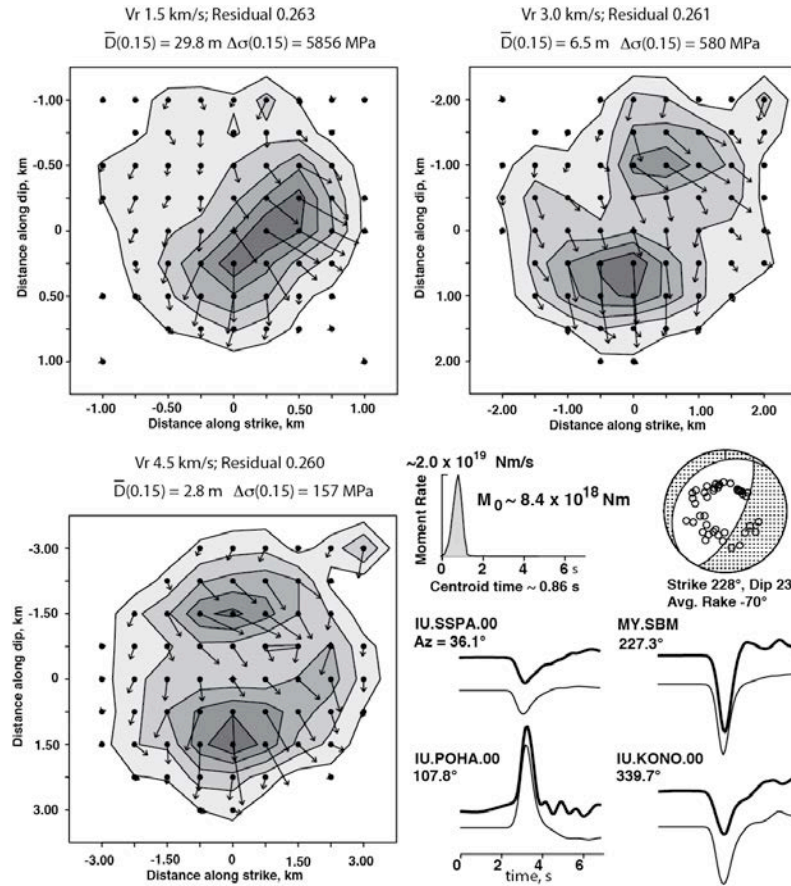 Vr 1.5 km/s; Residual 0.263
D̅(0.15) = 29.8 m Δσ(0.15) = 5856 MPa
-1.00
-0.50
0
0.50
1.00
Distance along dip, km
-1.00 -0.50 0 0.50 1.00
Distance along strike, km
Vr 3.0 km/s; Residual 0.261
D̅(0.15) = 6.5 m Δσ(0.15) = 580 MPa
-2.00
-1.00
0
1.00
2.00
Distance along dip, km
-2.00 -1.00 0 1.00 2.00
Distance along strike, km
Vr 4.5 km/s; Residual 0.260
D̅(0.15) = 2.8 m Δσ(0.15) = 157 MPa
-3.00
-1.50
0
1.50
3.00
Distance along dip, km
-3.00 -1.50 0 1.50 3.00
Distance along strike, km
~2.0 x 10¹⁹ Nm/s
Moment Rate
M₀ ~ 8.4 x 10¹⁸ Nm
0 2 4 6 s
Centroid time ~ 0.86 s
Strike 228°, Dip 23
Avg. Rake -70°
IU.SSPA.00
Az = 36.1°
MY.SBM
227.3°
IU.POHA.00
107.8°
IU.KONO.00
339.7°
0 2 4 6
time, s